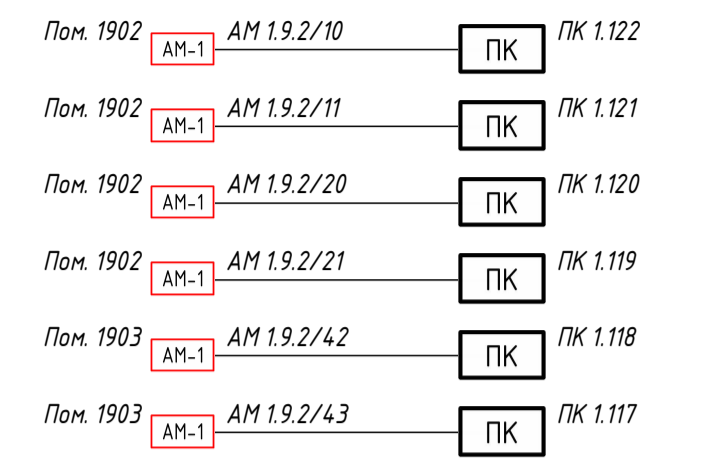 Пом. 1902 АМ-1 АМ 1.9.2/10 ПК ПК 1.122
Пом. 1902 АМ-1 АМ 1.9.2/11 ПК ПК 1.121
Пом. 1902 АМ-1 АМ 1.9.2/20 ПК ПК 1.120
Пом. 1902 АМ-1 АМ 1.9.2/21 ПК ПК 1.119
Пом. 1903 АМ-1 АМ 1.9.2/42 ПК ПК 1.118
Пом. 1903 АМ-1 АМ 1.9.2/43 ПК ПК 1.117